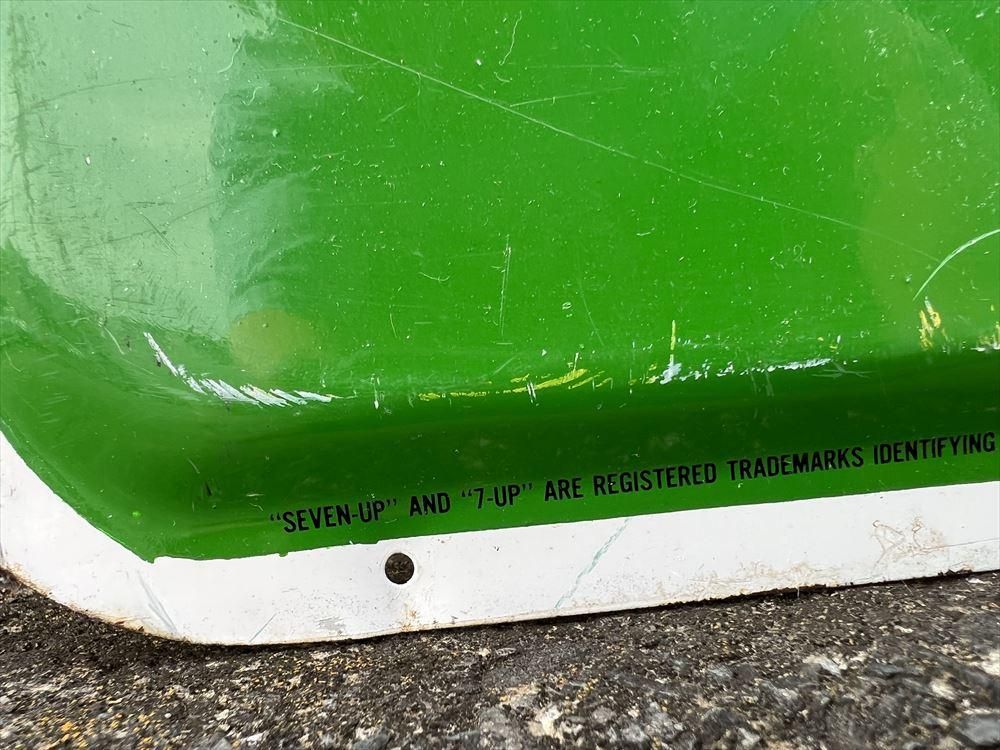 “SEVEN-UP” AND “7-UP” ARE REGISTERED TRADEMARKS IDENTIFYING